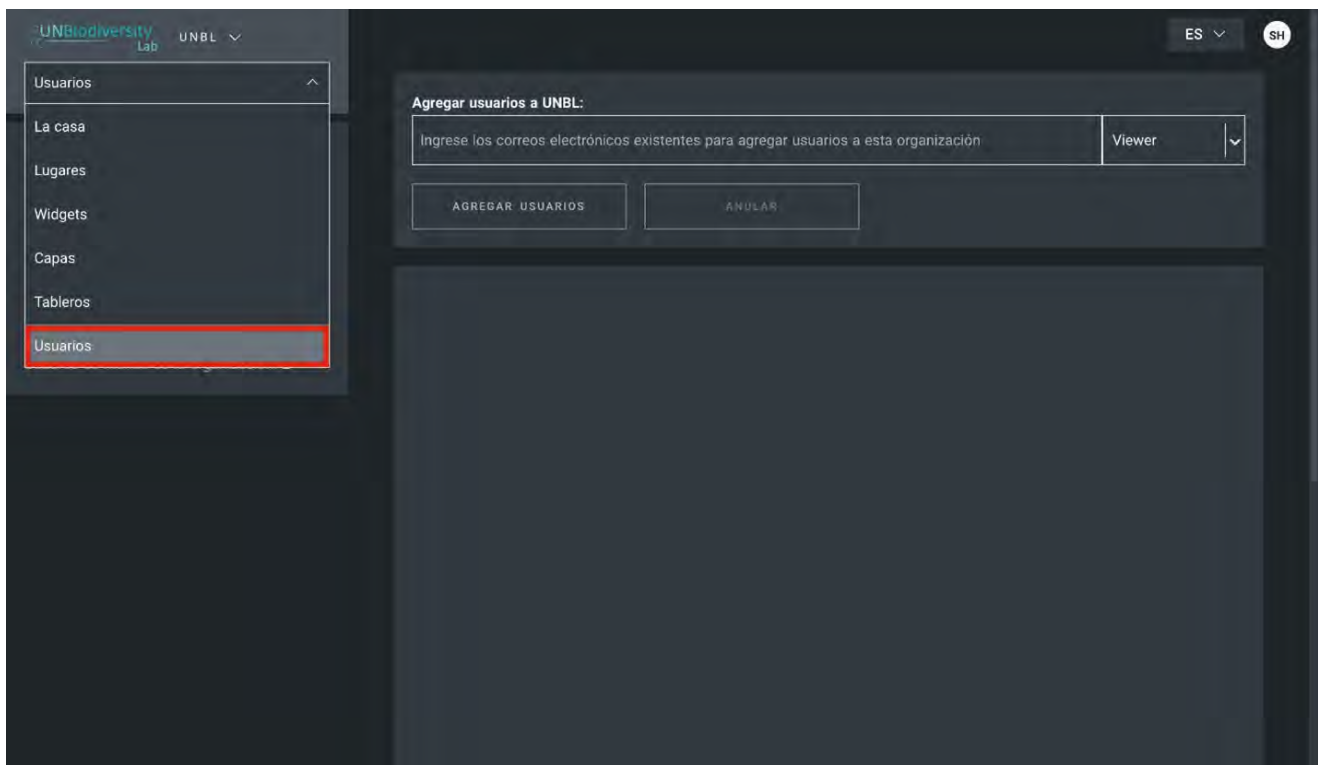 UNBiodiversity
Lab
UNBL
ES
SH
Usuarios
La casa
Lugares
Widgets
Capas
Tableros
Usuarios
Agregar usuarios a UNBL:
Ingrese los correos electrónicos existentes para agregar usuarios a esta organización
Viewer
AGREGAR USUARIOS
ANULAR